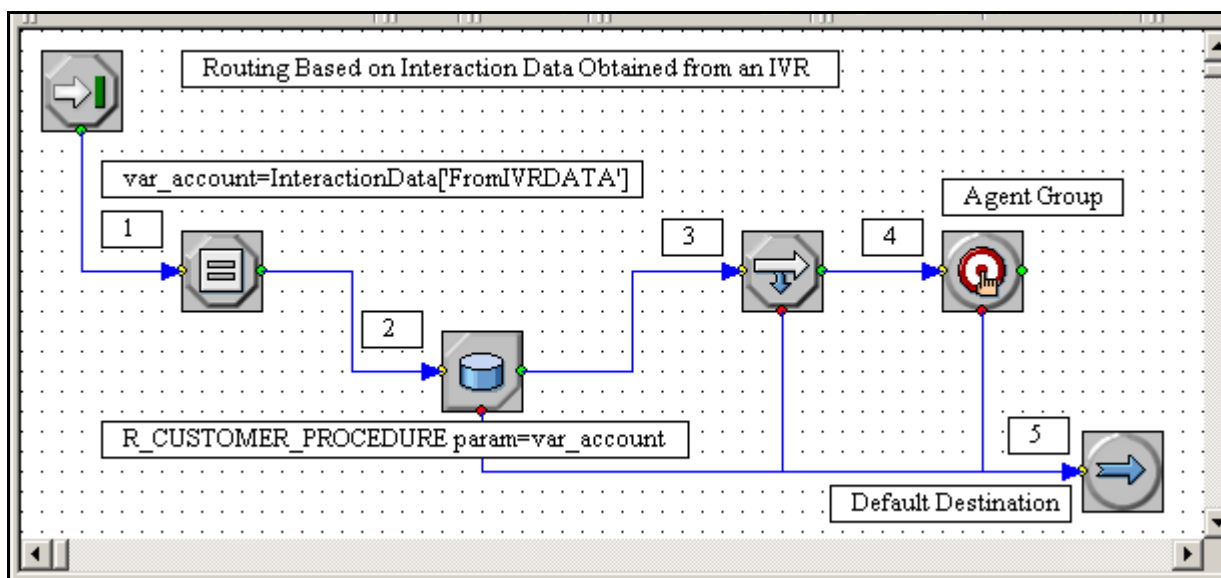 Routing Based on Interaction Data Obtained from an IVR
var_account=InteractionData['FromIVRDATA']
Agent Group
1
3
4
2
R_CUSTOMER_PROCEDURE param=var_account
5
Default Destination